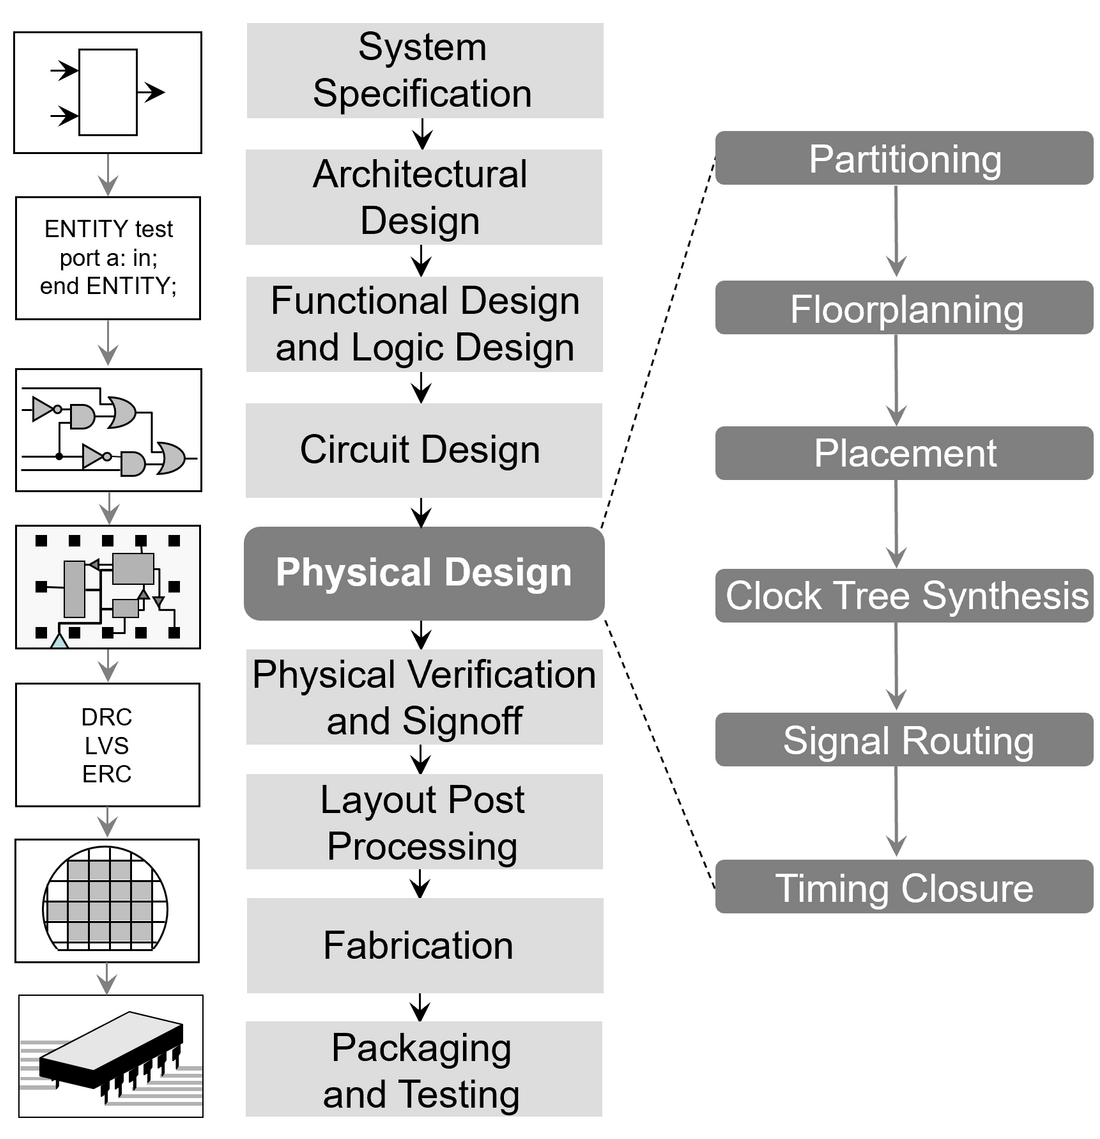 ENTITY test
port a: in;
end ENTITY;
DRC
LVS
ERC
System
Specification
Architectural
Design
Functional Design
and Logic Design
Circuit Design
Physical Design
Physical Verification
and Signoff
Layout Post
Processing
Fabrication
Packaging
and Testing
Partitioning
Floorplanning
Placement
Clock Tree Synthesis
Signal Routing
Timing Closure